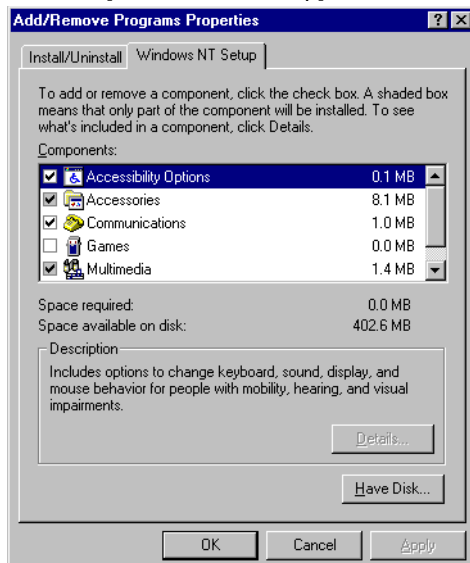 Add/Remove Programs Properties
Install/Uninstall Windows NT Setup
To add or remove a component, click the check box. A shaded box
means that only part of the component will be installed. To see
what's included in a component, click Details.
Components:
Accessibility Options 0.1 MB
Accessories 8.1 MB
Communications 1.0 MB
Games 0.0 MB
Multimedia 1.4 MB
Space required: 0.0 MB
Space available on disk: 402.6 MB
Description
Includes options to change keyboard, sound, display, and
mouse behavior for people with mobility, hearing, and visual
impairments.
Details...
Have Disk...
OK Cancel Apply